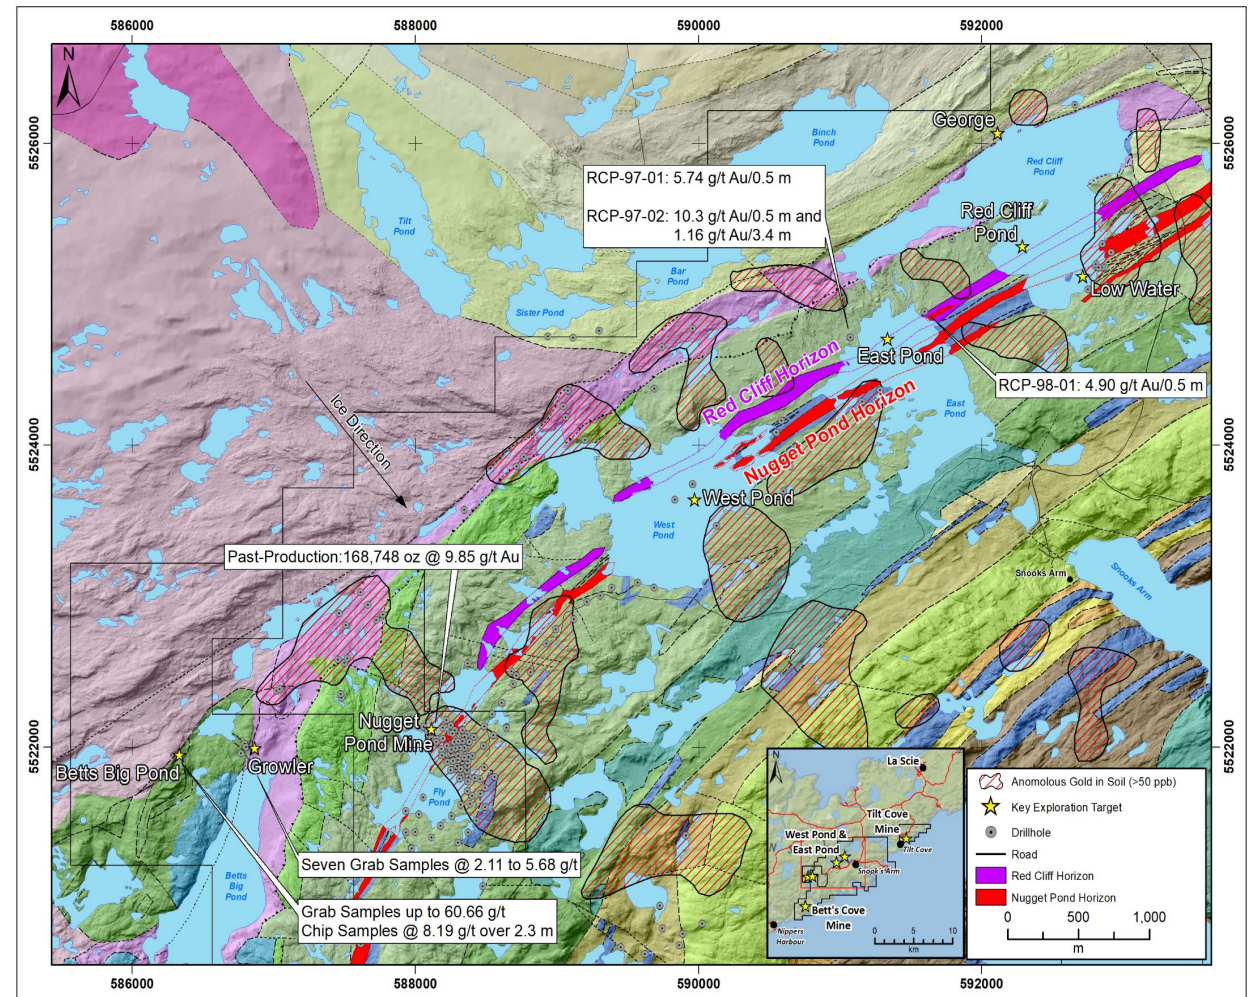 586000
588000
590000
592000
N
5526000
5524000
5522000
5526000
5524000
5522000
George
Binch
Pond
Red Cliff
Pond
RCP-97-01: 5.74 g/t Au/0.5 m
RCP-97-02: 10.3 g/t Au/0.5 m and
1.16 g/t Au/3.4 m
Tilt
Pond
Red Cliff
Pond
Bar
Pond
Low Water
Sister Pond
East Pond
Red Cliff Horizon
RCP-98-01: 4.90 g/t Au/0.5 m
Nugget Pond Horizon
East
Pond
Ice Direction
West Pond
West
Pond
Past-Production:168,748 oz @ 9.85 g/t Au
Snooks Arm
Snooks Arm
Nugget
Pond Mine
Betts Big Pond
Growler
Fly
Pond
Betts
Big
Pond
Seven Grab Samples @ 2.11 to 5.68 g/t
Grab Samples up to 60.66 g/t
Chip Samples @ 8.19 g/t over 2.3 m
N
La Scie
Tilt Cove
Mine
Tilt Cove
West Pond &
East Pond
Snook's Arm
Bett's Cove
Mine
Nippers
Harbour
0 5 10
km
Anomolous Gold in Soil (>50 ppb)
Key Exploration Target
Drillhole
Road
Red Cliff Horizon
Nugget Pond Horizon
0 500 1,000
m
586000
588000
590000
592000